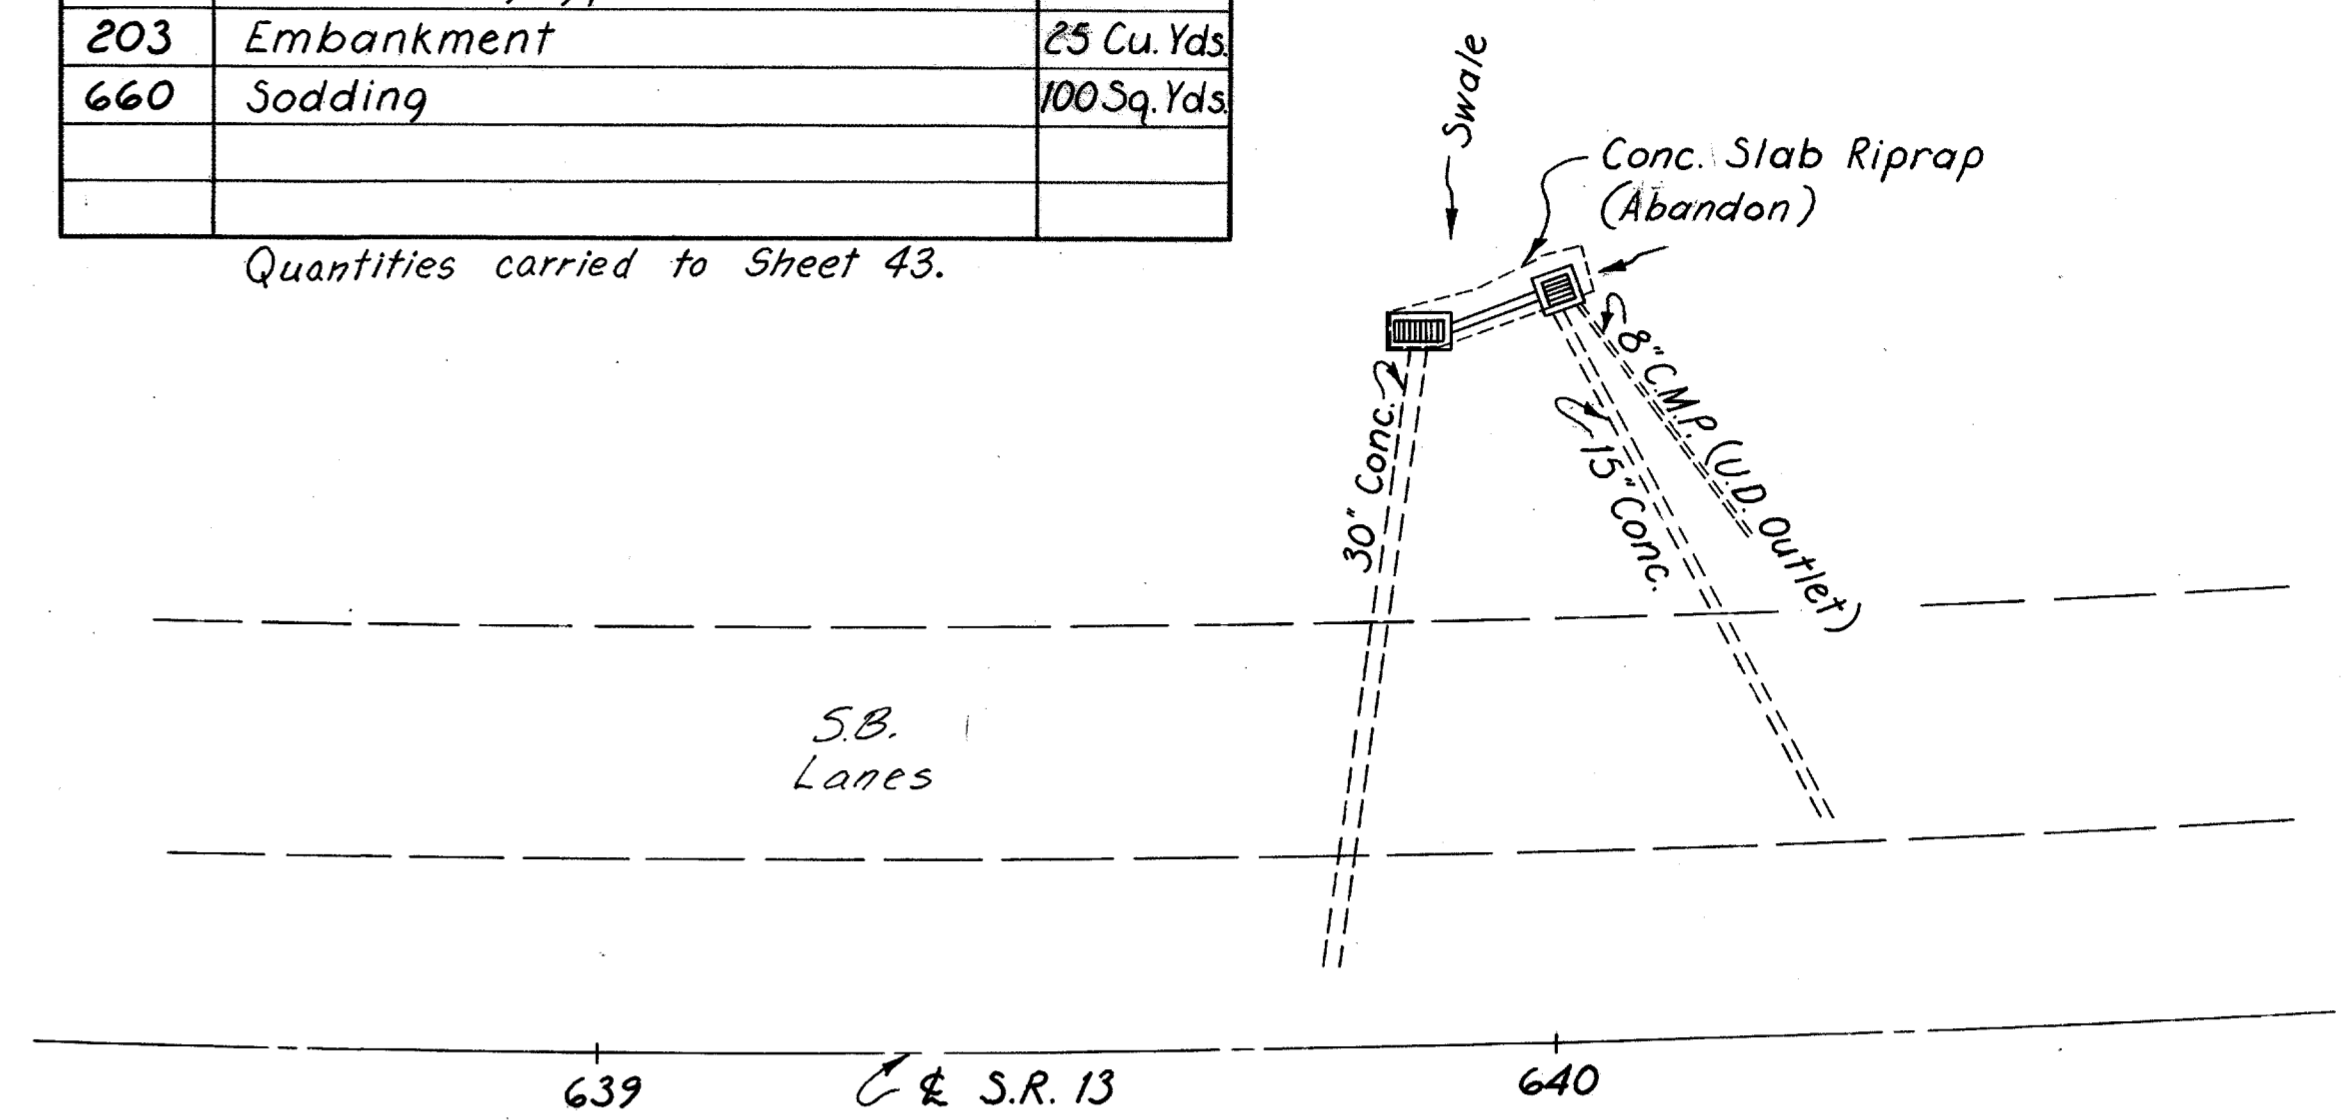 203 Embankment 25 Cu. Yds.
660 Sodding 100 Sq. Yds.
Quantities carried to Sheet 43.
Swale
Conc. Slab Riprap
(Abandon)
30" Conc.
15" Conc.
8" C.M.P. (U.D. Outlet)
S.B.
Lanes
639
℄ S.R. 13
640